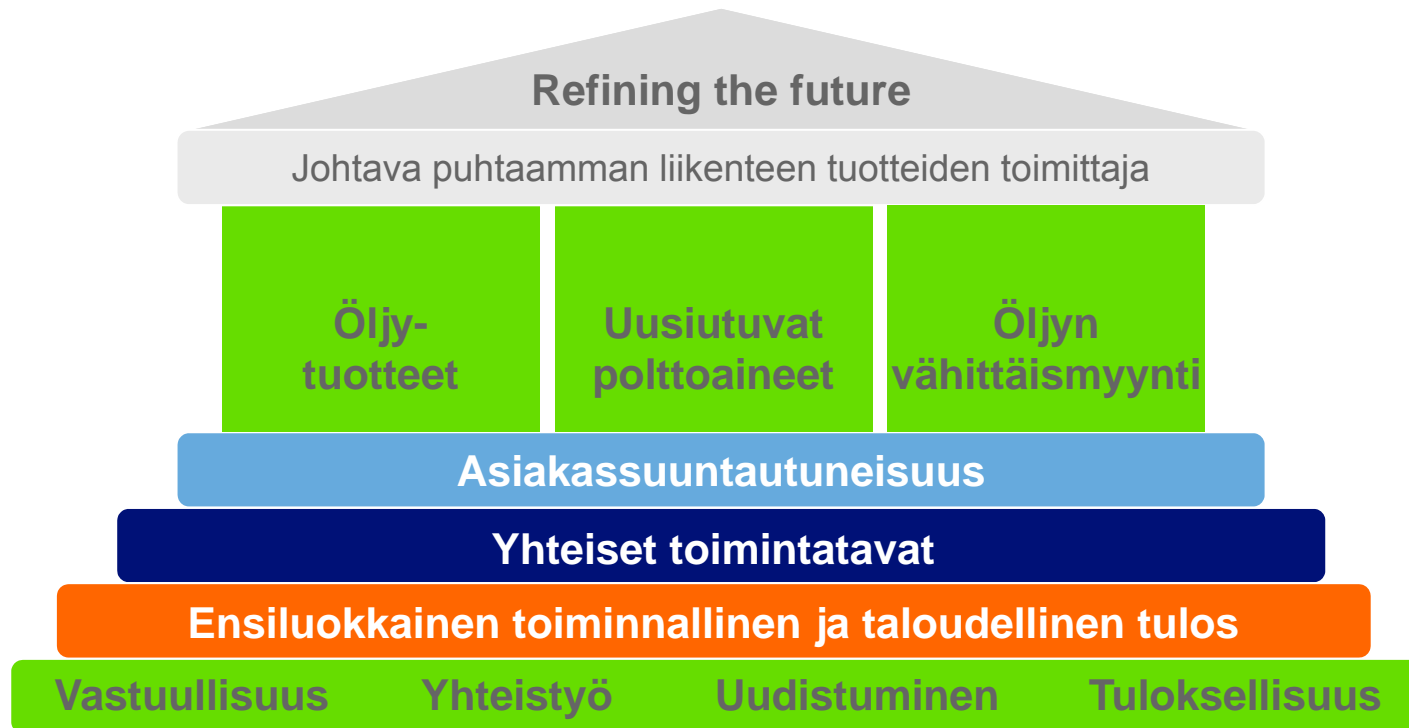 Refining the future
Johtava puhtaamman liikenteen tuotteiden toimittaja
Öljy-
tuotteet
Uusiutuvat
polttoaineet
Öljyn
vähittäismyynti
Asiakassuuntautuneisuus
Yhteiset toimintatavat
Ensiluokkainen toiminnallinen ja taloudellinen tulos
Vastuullisuus Yhteistyö Uudistuminen Tuloksellisuus